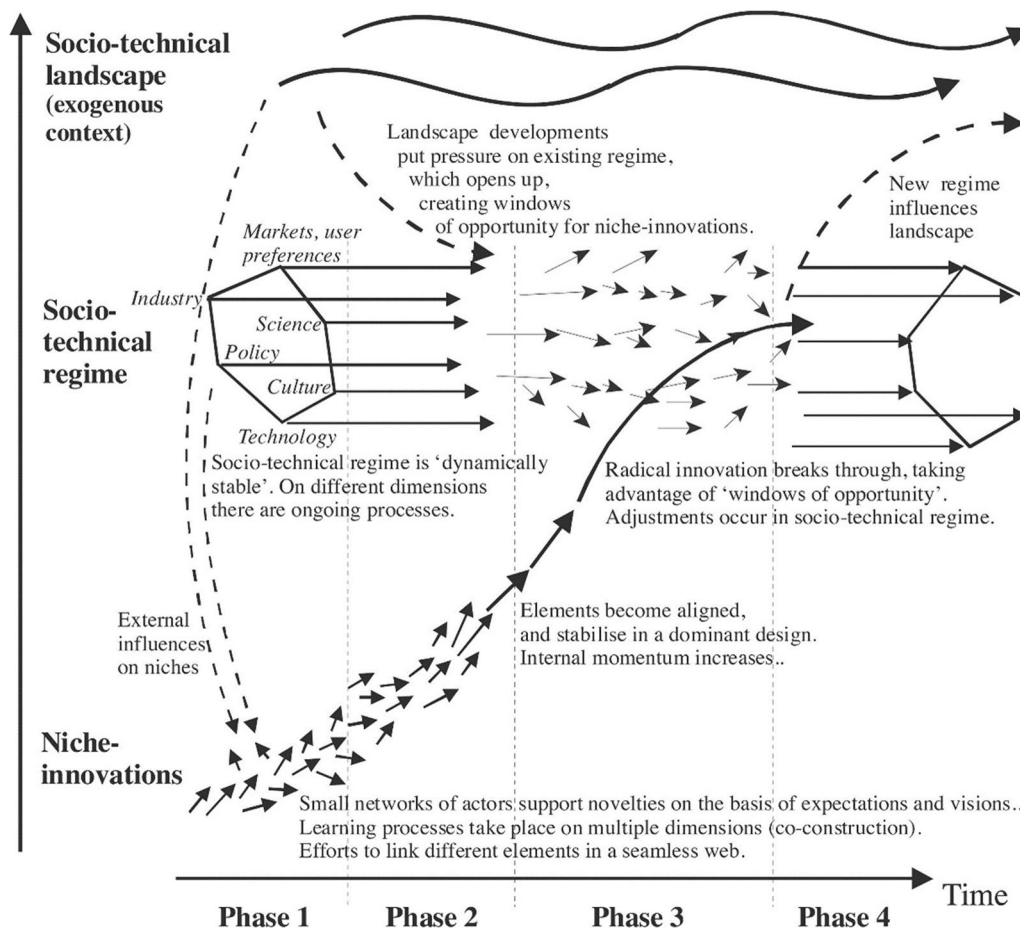 Socio-technical
landscape
(exogenous
context)
Landscape developments
put pressure on existing regime,
which opens up,
creating windows
of opportunity for niche-innovations.
New regime
influences
landscape
Markets, user
preferences
Industry
Science
Policy
Culture
Technology
Socio-
technical
regime
Socio-technical regime is ‘dynamically
stable’. On different dimensions
there are ongoing processes.
Radical innovation breaks through, taking
advantage of ‘windows of opportunity’.
Adjustments occur in socio-technical regime.
External
influences
on niches
Elements become aligned,
and stabilise in a dominant design.
Internal momentum increases..
Niche-
innovations
Small networks of actors support novelties on the basis of expectations and visions..
Learning processes take place on multiple dimensions (co-construction).
Efforts to link different elements in a seamless web.
Time
Phase 1
Phase 2
Phase 3
Phase 4